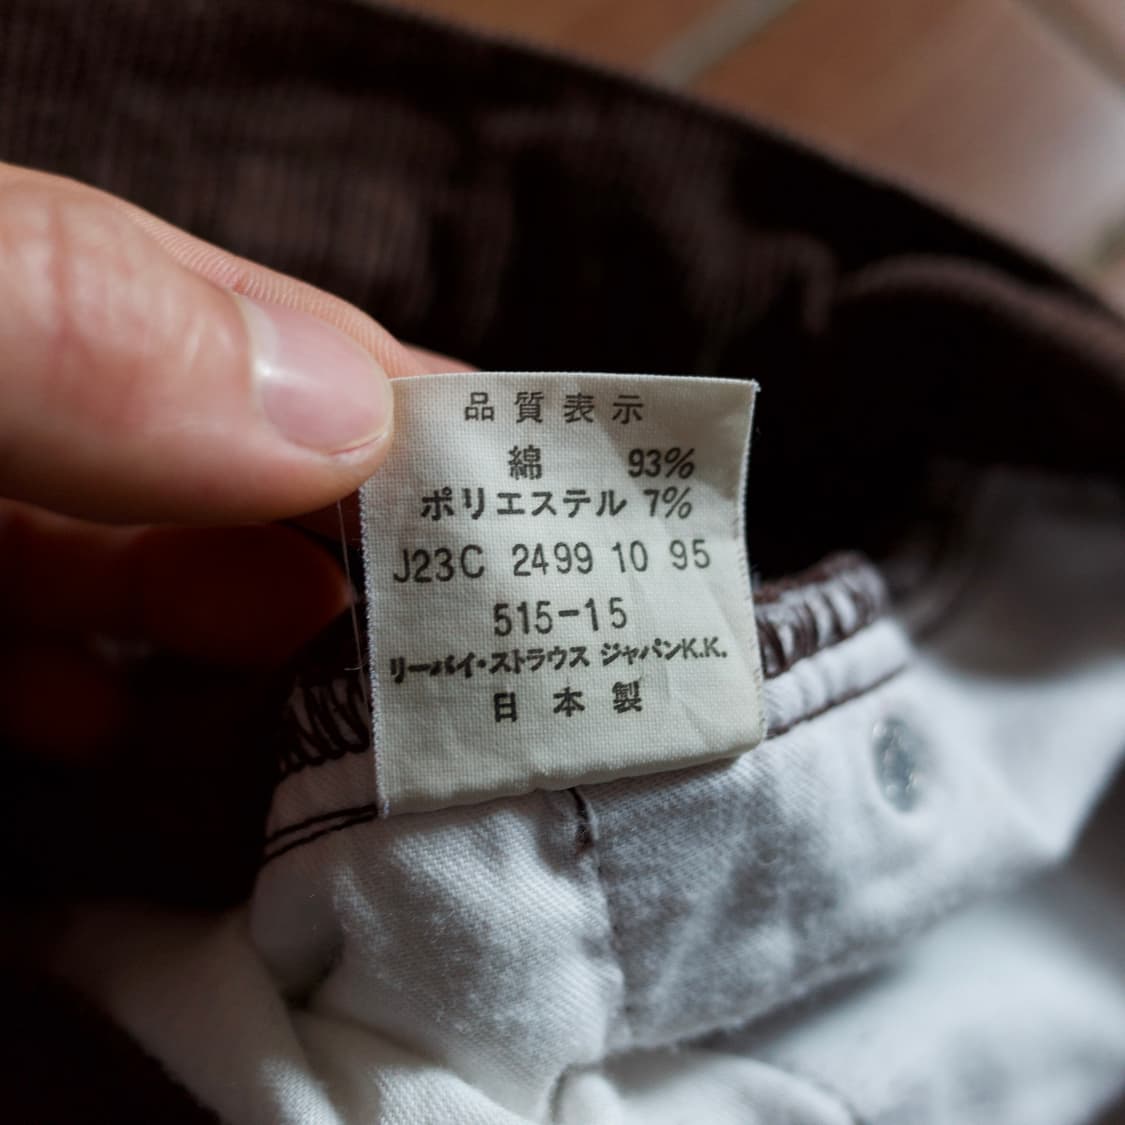 品質表示
綿 93%
ポリエステル 7%
J23C 2499 10 95
515-15
リーバイ・ストラウス ジャパンK.K.
日本製